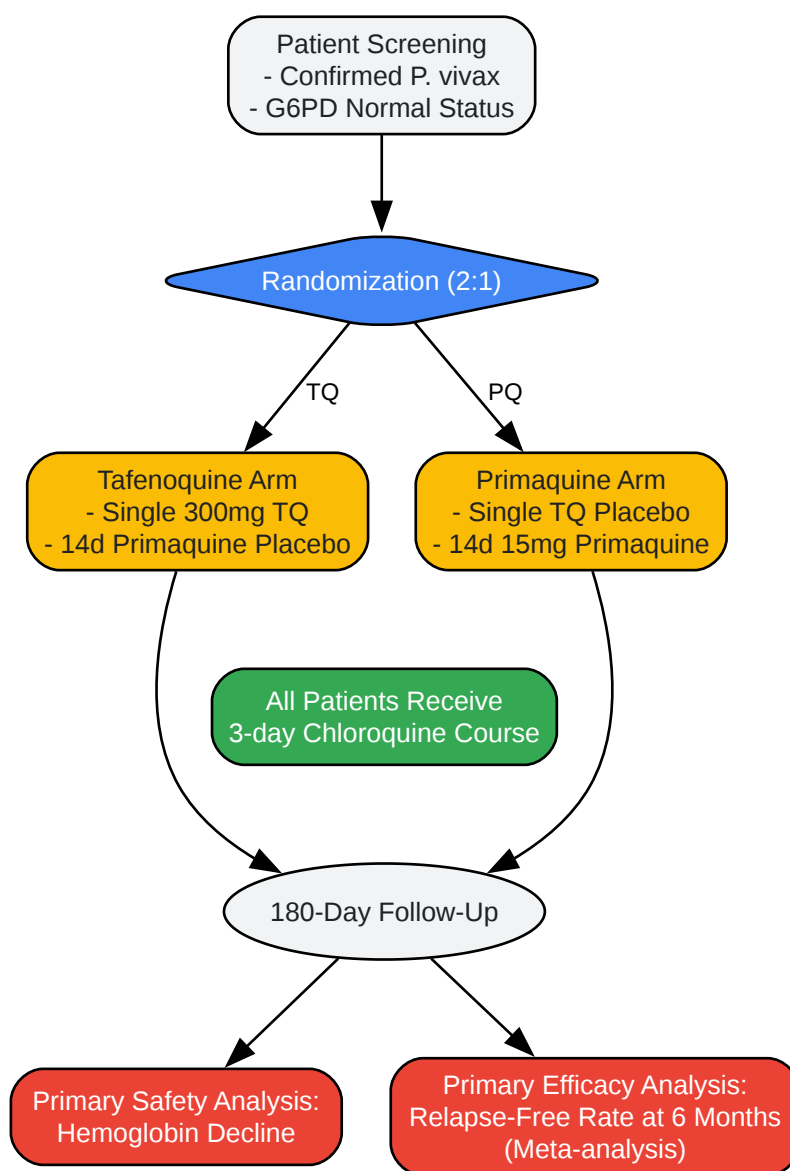 Patient Screening
- Confirmed P. vivax
- G6PD Normal Status
Randomization (2:1)
TQ
PQ
Tafenoquine Arm
- Single 300mg TQ
- 14d Primaquine Placebo
Primaquine Arm
- Single TQ Placebo
- 14d 15mg Primaquine
All Patients Receive
3-day Chloroquine Course
180-Day Follow-Up
Primary Safety Analysis:
Hemoglobin Decline
Primary Efficacy Analysis:
Relapse-Free Rate at 6 Months
(Meta-analysis)